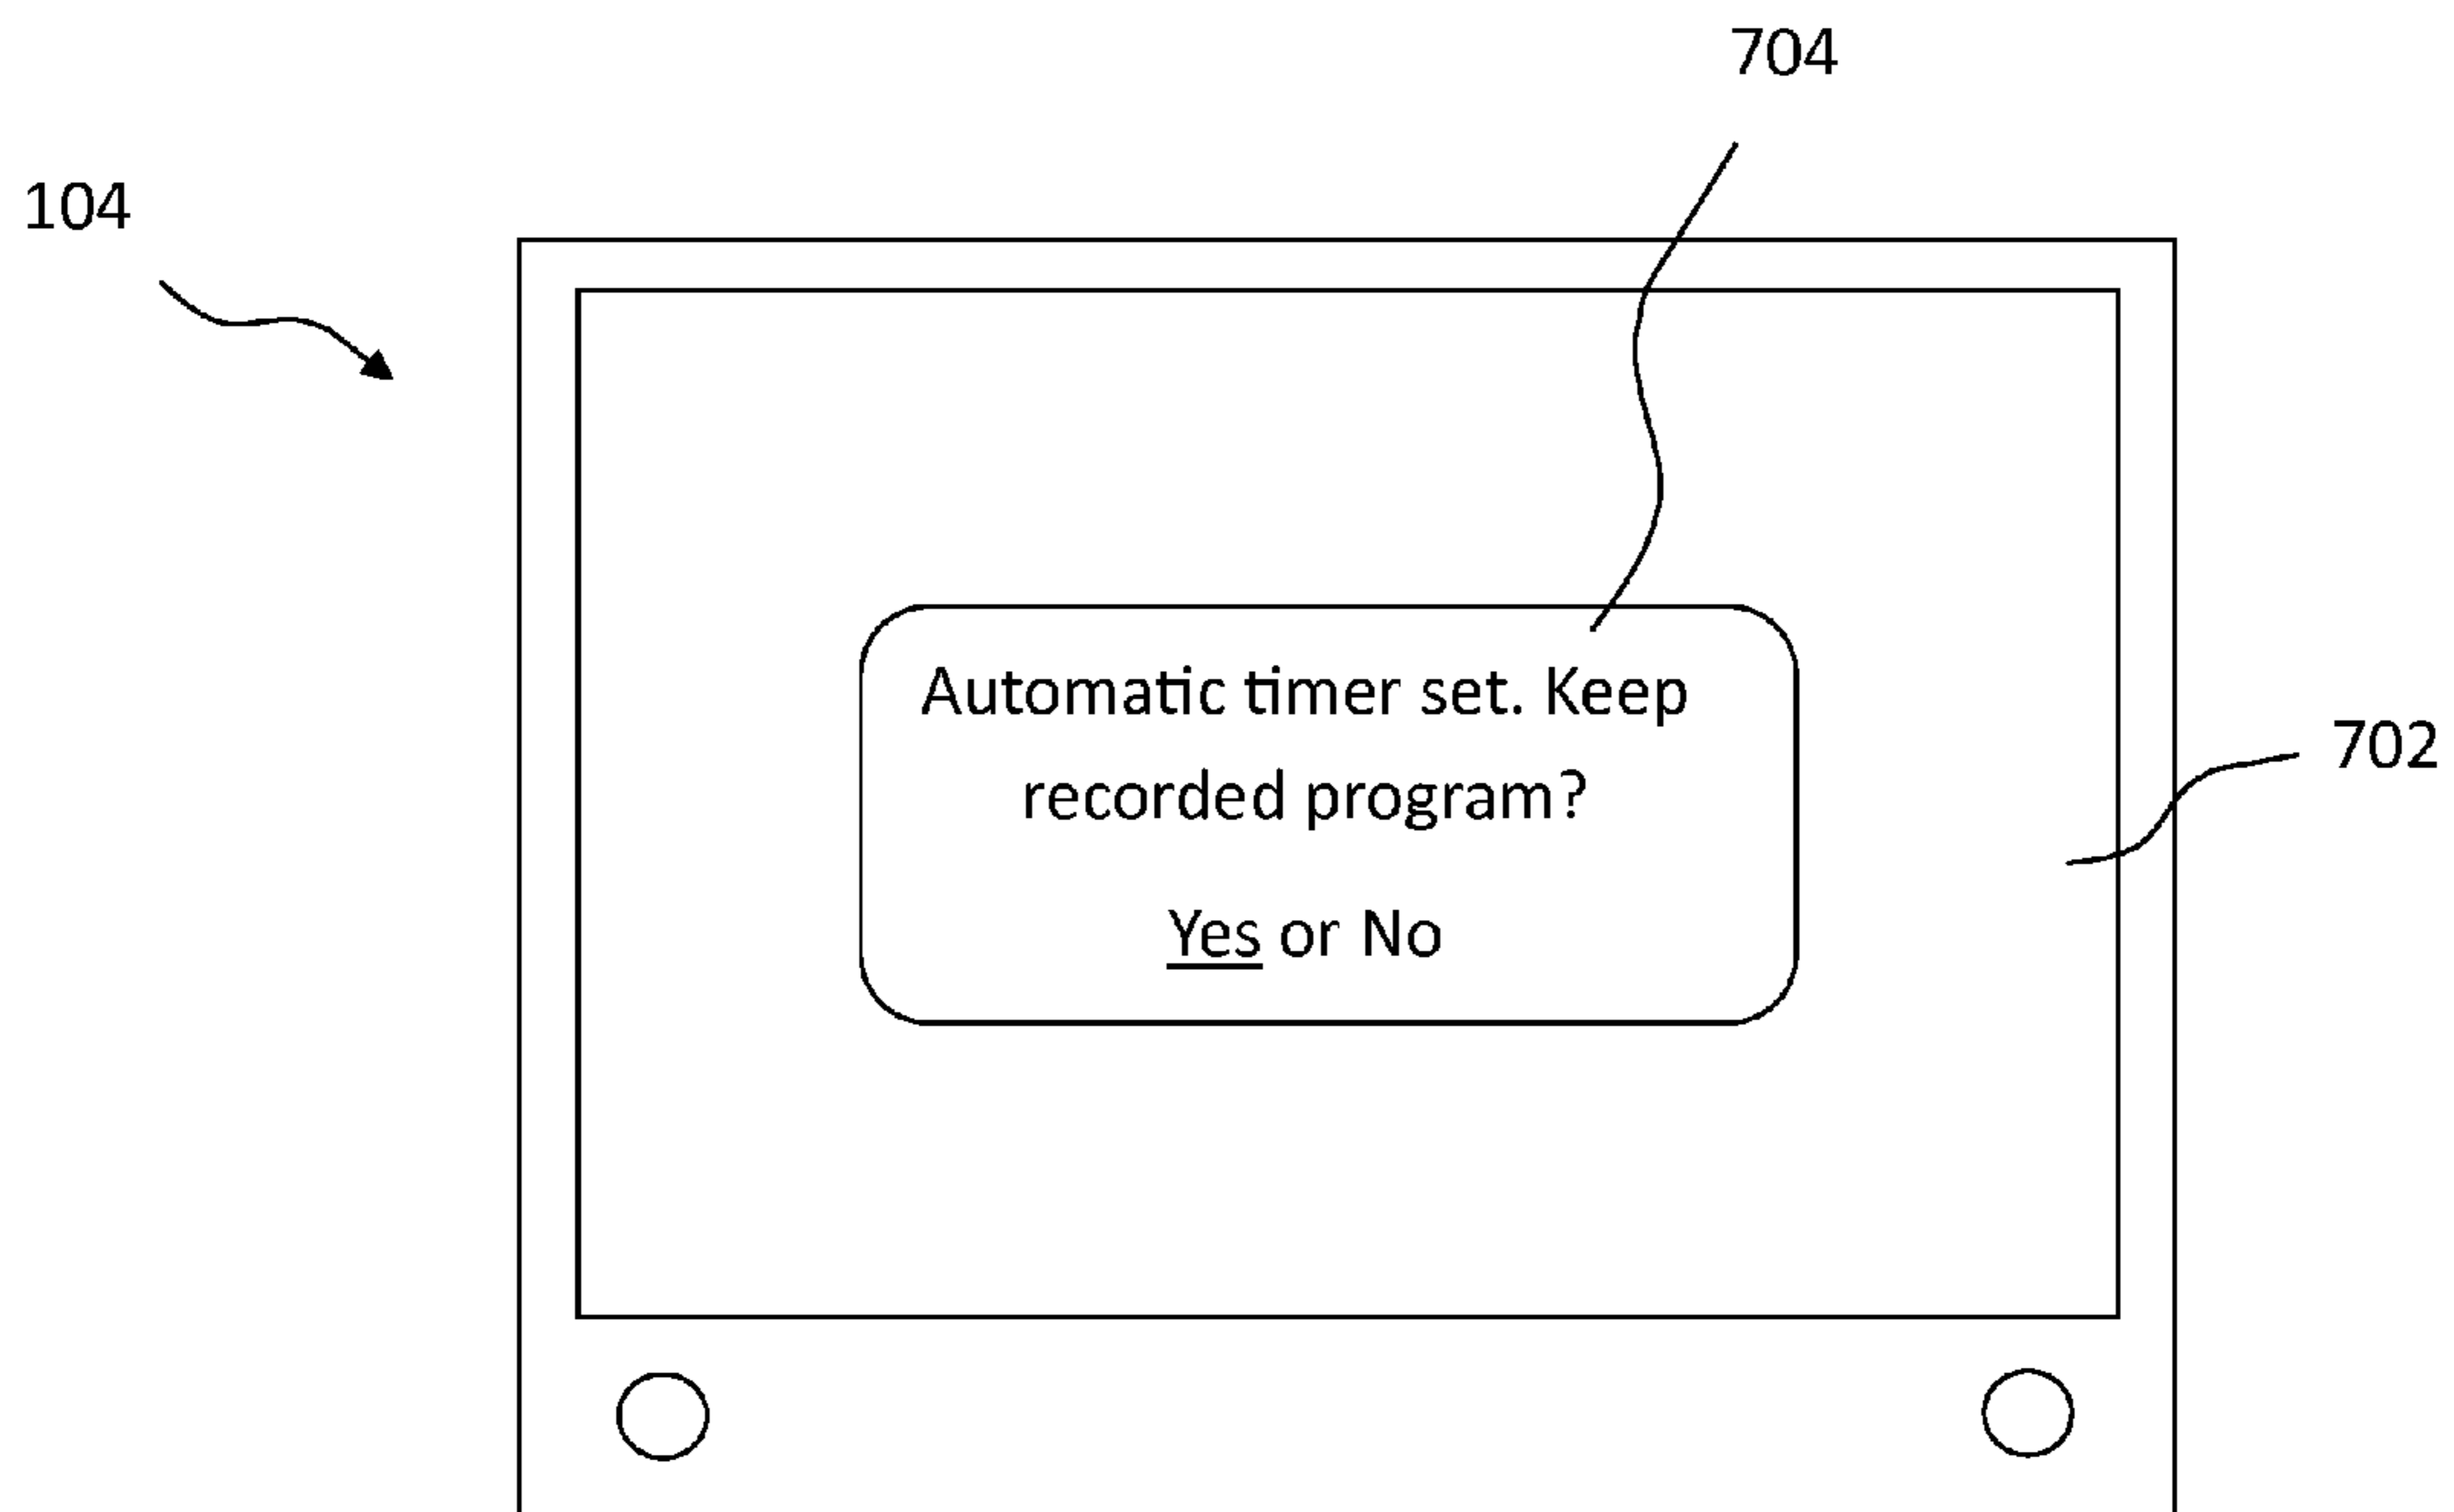 704
104
Automatic timer set. Keep
recorded program?
702
Yes or No